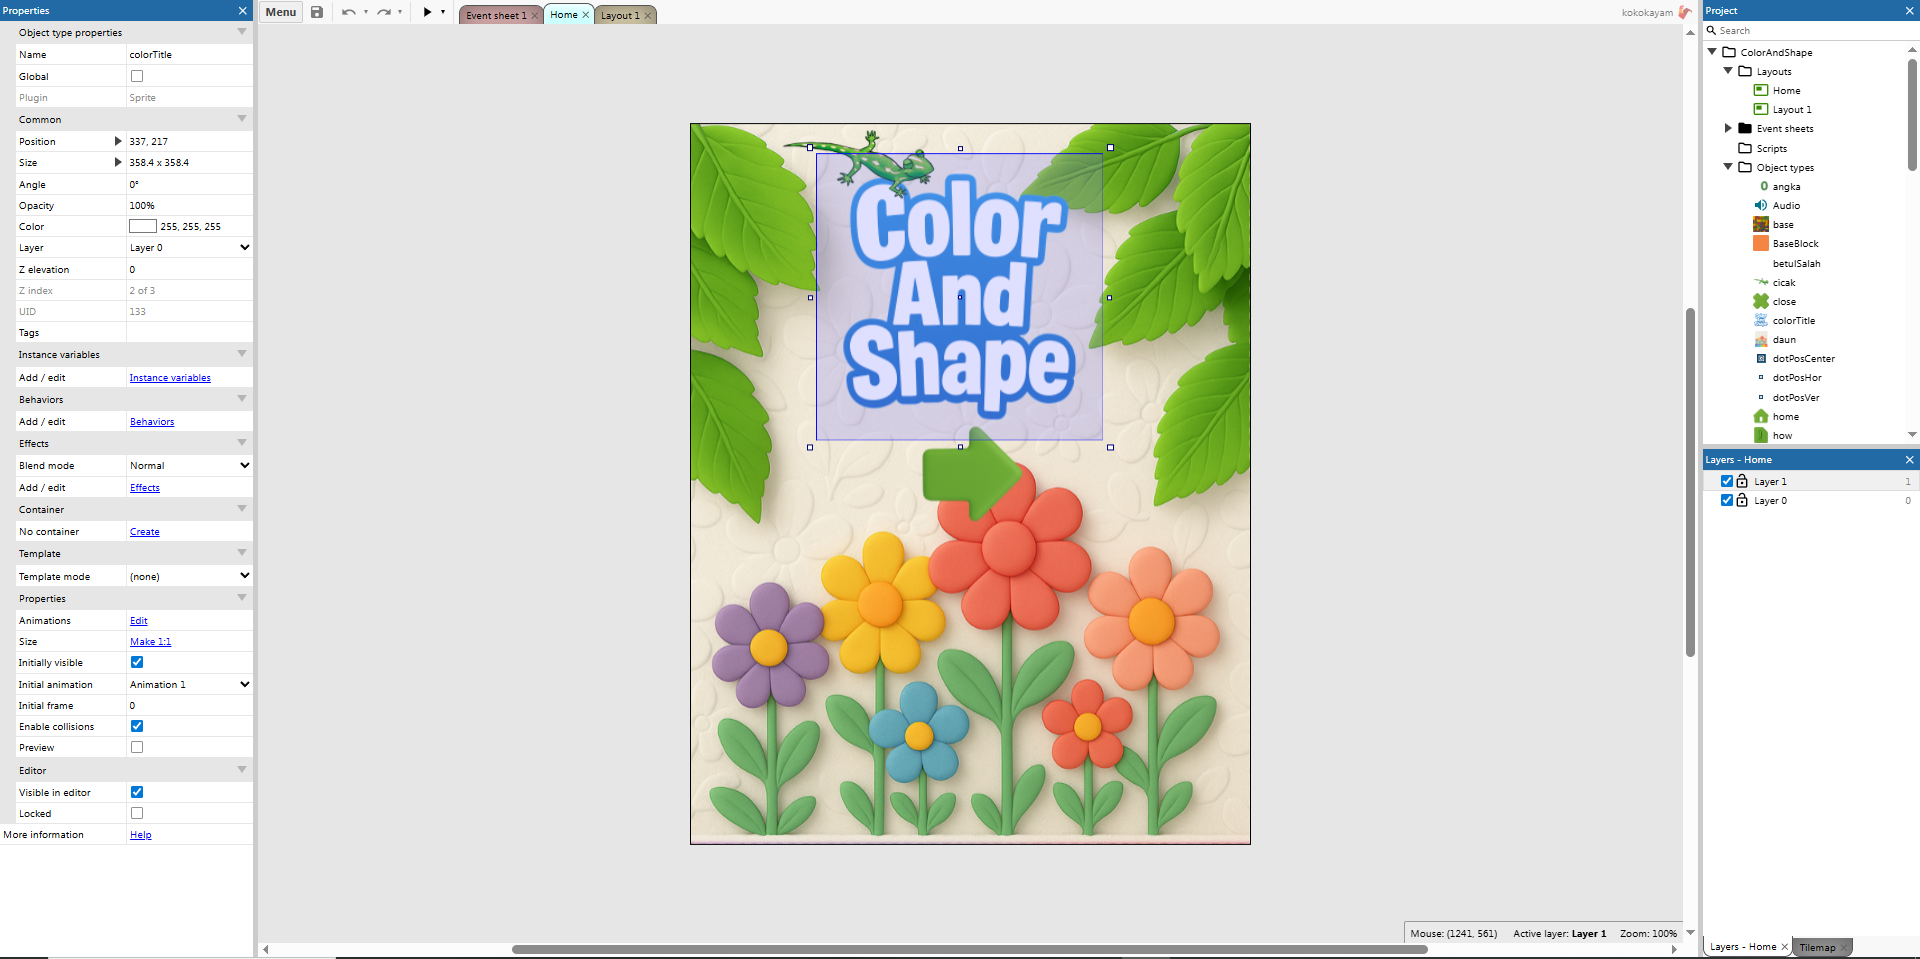 Properties
Object type properties
Name colorTitle
Global
Plugin Sprite
Common
Position 337, 217
Size 358.4 x 358.4
Angle 0°
Opacity 100%
Color 255, 255, 255
Layer Layer 0
Z elevation 0
Z index 2 of 3
UID 133
Tags
Instance variables
Add / edit Instance variables
Behaviors
Add / edit Behaviors
Effects
Blend mode Normal
Add / edit Effects
Container
No container Create
Template
Template mode (none)
Properties
Animations Edit
Size Make 1:1
Initially visible
Initial animation Animation 1
Initial frame 0
Enable collisions
Preview
Editor
Visible in editor
Locked
More information Help
Menu
Event sheet 1 Home Layout 1
kokokayam
Color
And
Shape
Mouse: (1241, 561) Active layer: Layer 1 Zoom: 100%
Project
Search
ColorAndShape
Layouts
Home
Layout 1
Event sheets
Scripts
Object types
angka
Audio
base
BaseBlock
betulSalah
cicak
close
colorTitle
daun
dotPosCenter
dotPosHor
dotPosVer
home
how
Layers - Home
Layer 1 1
Layer 0 0
Layers - Home Tilemap